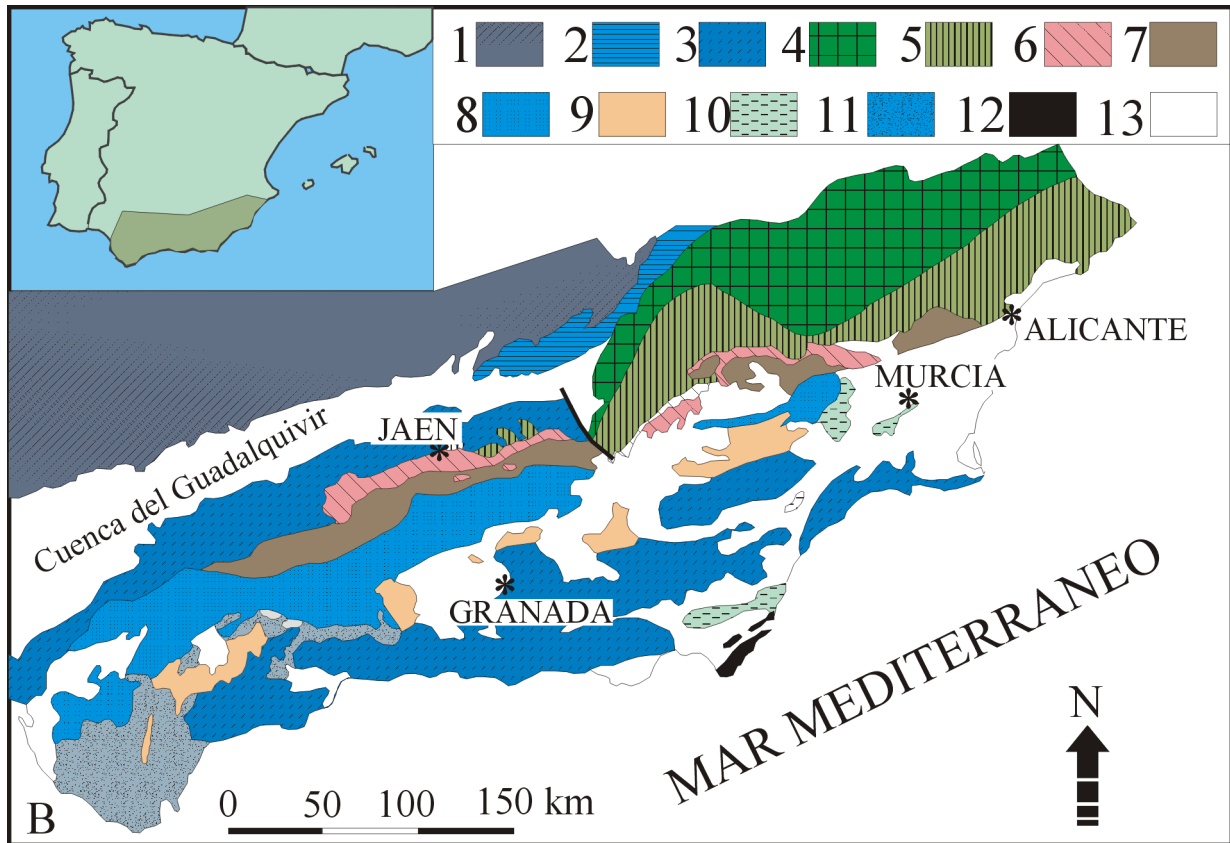 1 2 3 4 5 6 7
8 9 10 11 12 13
ALICANTE
MURCIA
JAEN
Cuenca del Guadalquivir
GRANADA
MAR MEDITERRANEO
N
0 50 100 150 km
B